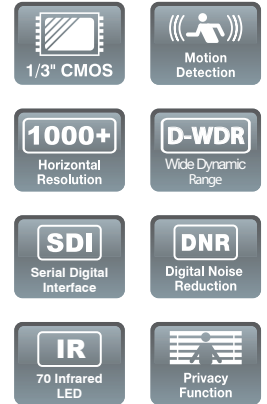 1/3" CMOS
Motion
Detection
1000+
Horizontal
Resolution
D-WDR
Wide Dynamic
Range
SDI
Serial Digital
Interface
DNR
Digital Noise
Reduction
IR
70 Infrared
LED
Privacy
Function